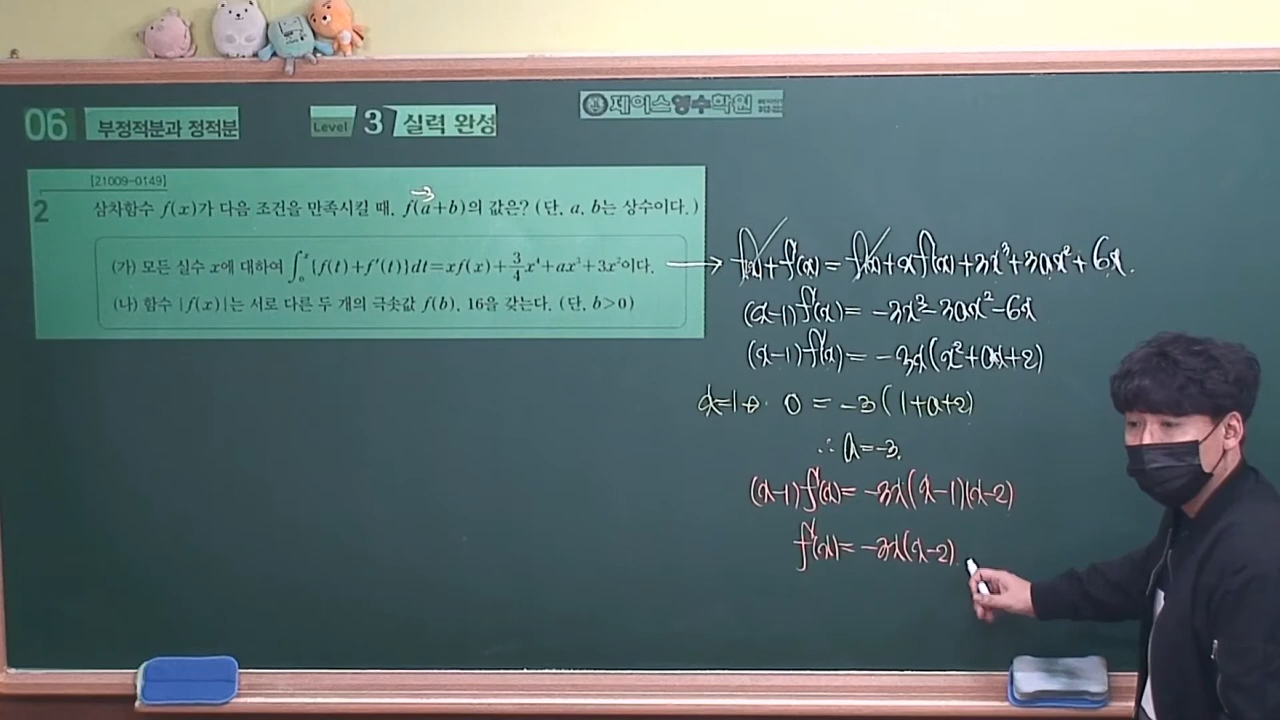 제이스영수학원
06 부정적분과 정적분 Level 3 실력 완성
[21009-0149]
2 삼차함수 f(x)가 다음 조건을 만족시킬 때, f(a+b)의 값은? (단, a, b는 상수이다.)
-3
(가) 모든 실수 x에 대하여 ∫₀ˣ{f(t)+f′(t)}dt=xf(x)+3/4x⁴+ax³+3x²이다.
(나) 함수 |f(x)|는 서로 다른 두 개의 극솟값 f(b), 16을 갖는다. (단, b>0)
→ f(x)+f′(x)=f(x)+xf′(x)+3x³+3ax²+6x.
(x-1)f′(x)=-3x³-3ax²-6x
(x-1)f′(x)=-3x(x²+ax+2)
x=1→ 0=-3(1+a+2)
∴ a=-3.
(x-1)f′(x)=-3x(x-1)(x-2)
f′(x)=-3x(x-2).